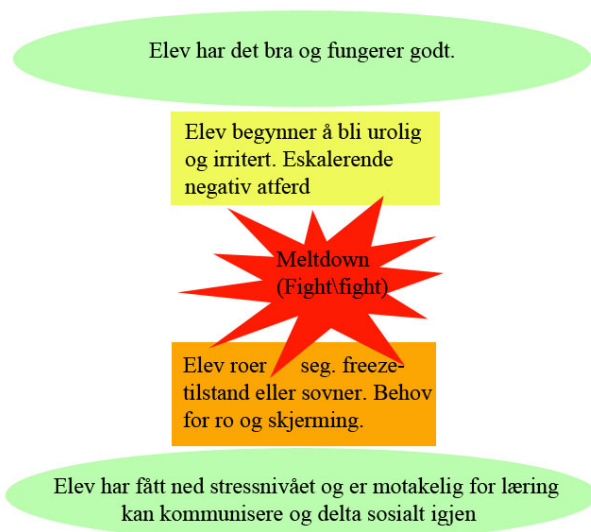 Elev har det bra og fungerer godt.
Elev begynner å bli urolig
og irritert. Eskalerende
negativ atferd
Meltdown
(Fight\fight)
Elev roer seg. freeze-
tilstand eller sovner. Behov
for ro og skjerming.
Elev har fått ned stressnivået og er motakelig for læring
kan kommunisere og delta sosialt igjen